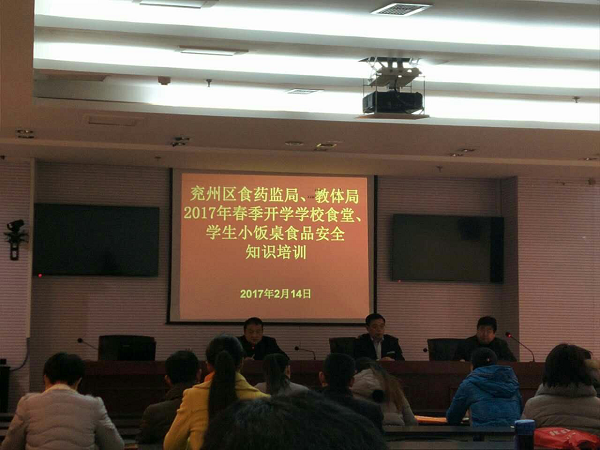 兖州区食药监局、教体局
2017年春季开学学校食堂、
学生小饭桌食品安全
知识培训
2017年2月14日